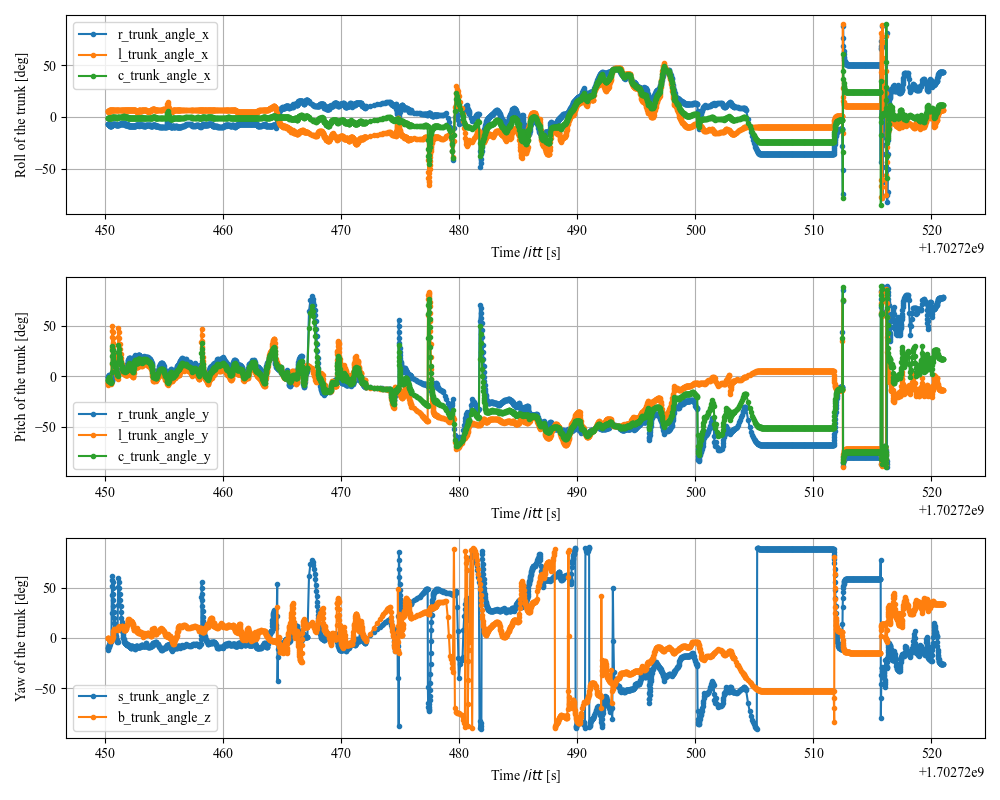 r_trunk_angle_x
l_trunk_angle_x
c_trunk_angle_x
Roll of the trunk [deg]
50
0
−50
450 460 470 480 490 500 510 520
Time /itt [s]
+1.70272e9
r_trunk_angle_y
l_trunk_angle_y
c_trunk_angle_y
Pitch of the trunk [deg]
50
0
−50
450 460 470 480 490 500 510 520
Time /itt [s]
+1.70272e9
s_trunk_angle_z
b_trunk_angle_z
Yaw of the trunk [deg]
50
0
−50
450 460 470 480 490 500 510 520
Time /itt [s]
+1.70272e9